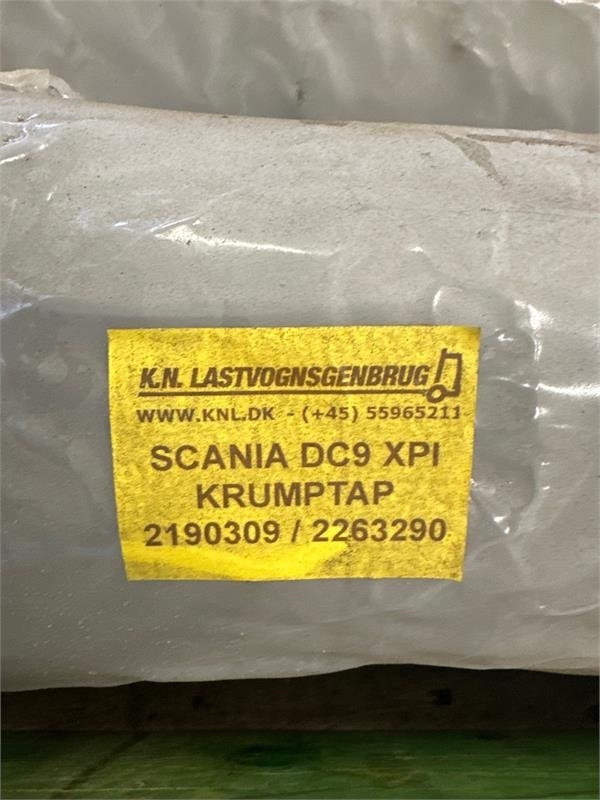 K.N. LASTVOGNSGENBRUG
WWW.KNL.DK - (+45) 55965211
SCANIA DC9 XPI
KRUMPTAP
2190309 / 2263290